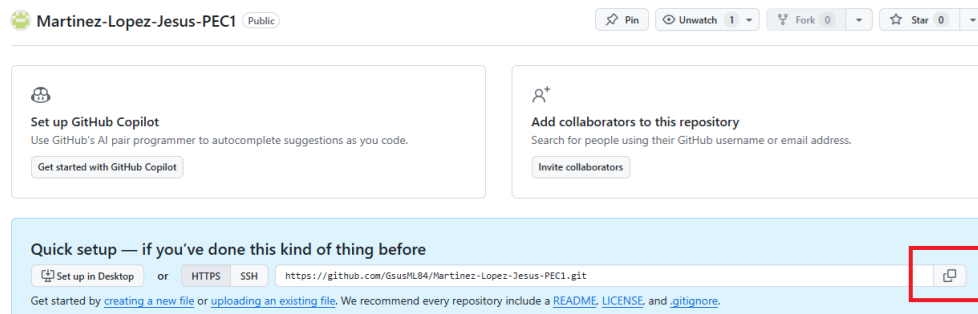 Martinez-Lopez-Jesus-PEC1 Public Pin Unwatch 1 Fork 0 Star 0
Set up GitHub Copilot
Use GitHub's AI pair programmer to autocomplete suggestions as you code.
Get started with GitHub Copilot
Add collaborators to this repository
Search for people using their GitHub username or email address.
Invite collaborators
Quick setup — if you've done this kind of thing before
Set up in Desktop or HTTPS SSH https://github.com/GsusML84/Martinez-Lopez-Jesus-PEC1.git
Get started by creating a new file or uploading an existing file. We recommend every repository include a README, LICENSE, and .gitignore.